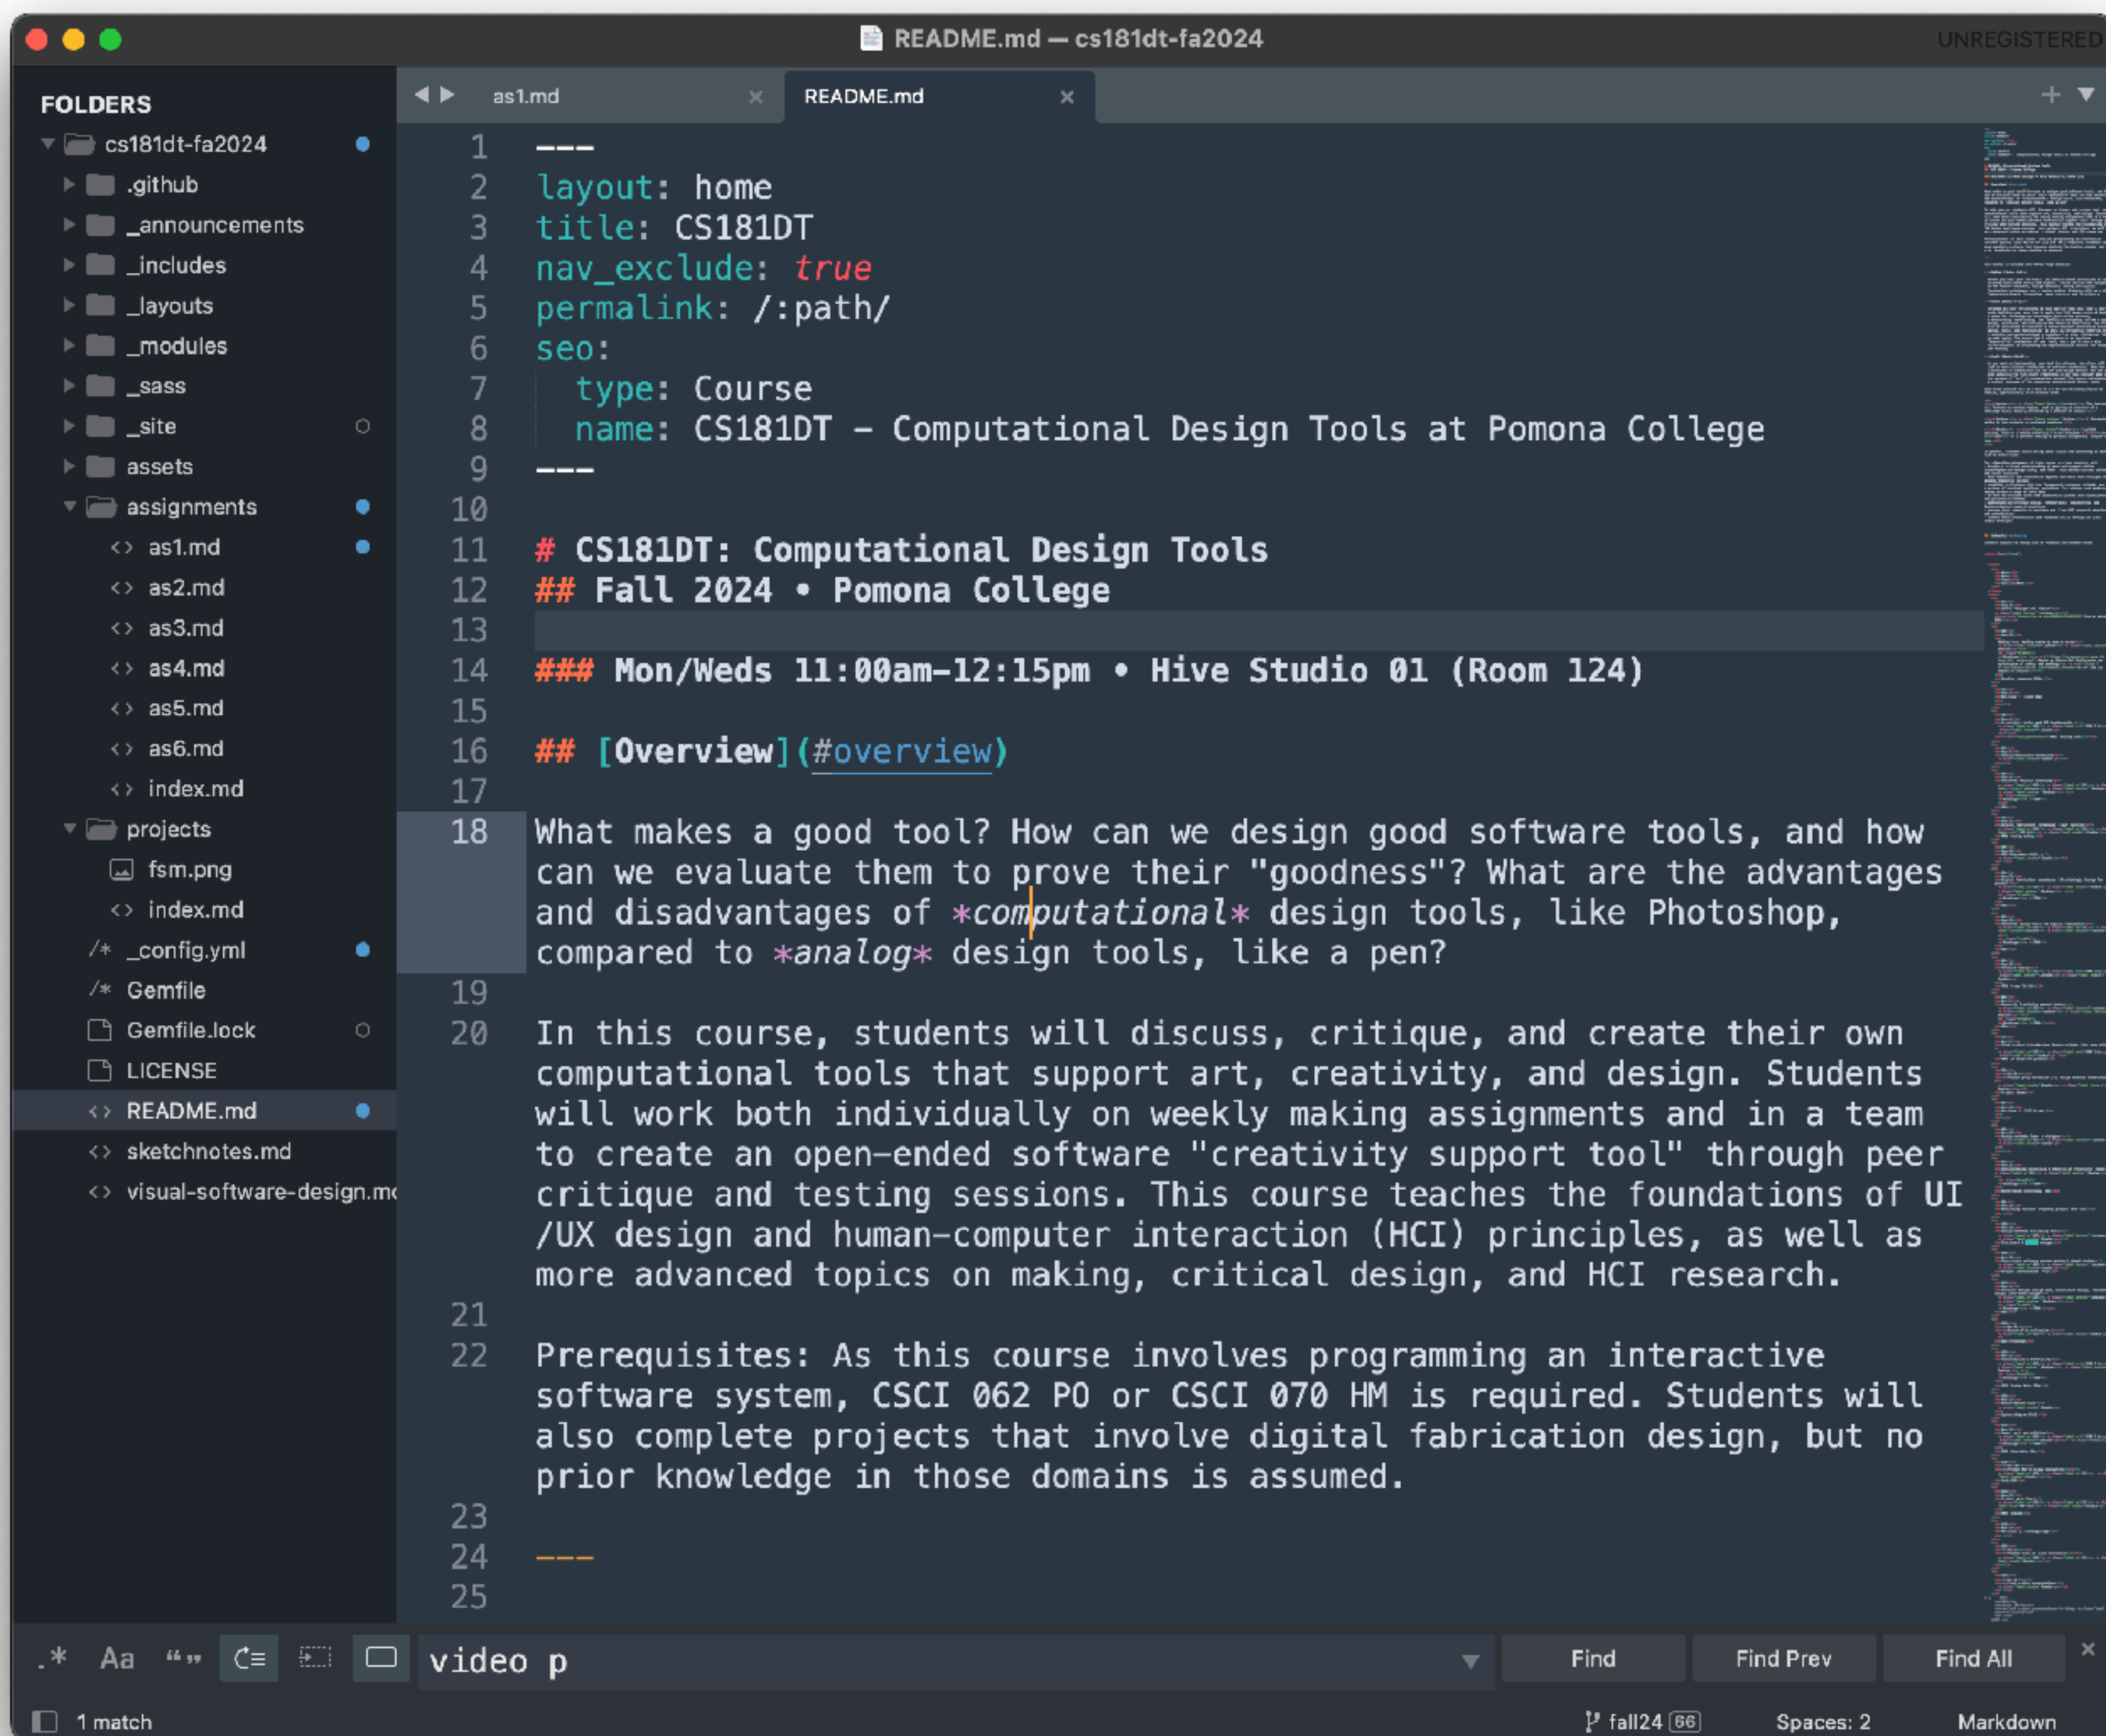 README.md — cs181dt-fa2024
UNREGISTERED
FOLDERS
cs181dt-fa2024
.github
_announcements
_includes
_layouts
_modules
_sass
_site
assets
assignments
as1.md
as2.md
as3.md
as4.md
as5.md
as6.md
index.md
projects
fsm.png
index.md
/* _config.yml
/* Gemfile
Gemfile.lock
LICENSE
README.md
sketchnotes.md
visual-software-design.mc
as1.md
README.md
1 ---
2 layout: home
3 title: CS181DT
4 nav_exclude: true
5 permalink: /:path/
6 seo:
7 type: Course
8 name: CS181DT - Computational Design Tools at Pomona College
9 ---
10
11 # CS181DT: Computational Design Tools
12 ## Fall 2024 • Pomona College
13
14 ### Mon/Weds 11:00am-12:15pm • Hive Studio 01 (Room 124)
15
16 ## [Overview](#overview)
17
18 What makes a good tool? How can we design good software tools, and how
can we evaluate them to prove their "goodness"? What are the advantages
and disadvantages of *computational* design tools, like Photoshop,
compared to *analog* design tools, like a pen?
19
20 In this course, students will discuss, critique, and create their own
computational tools that support art, creativity, and design. Students
will work both individually on weekly making assignments and in a team
to create an open-ended software "creativity support tool" through peer
critique and testing sessions. This course teaches the foundations of UI
/UX design and human-computer interaction (HCI) principles, as well as
more advanced topics on making, critical design, and HCI research.
21
22 Prerequisites: As this course involves programming an interactive
software system, CSCI 062 PO or CSCI 070 HM is required. Students will
also complete projects that involve digital fabrication design, but no
prior knowledge in those domains is assumed.
23
24 ---
25
.* Aa “” video p Find Find Prev Find All
1 match fall24 66 Spaces: 2 Markdown